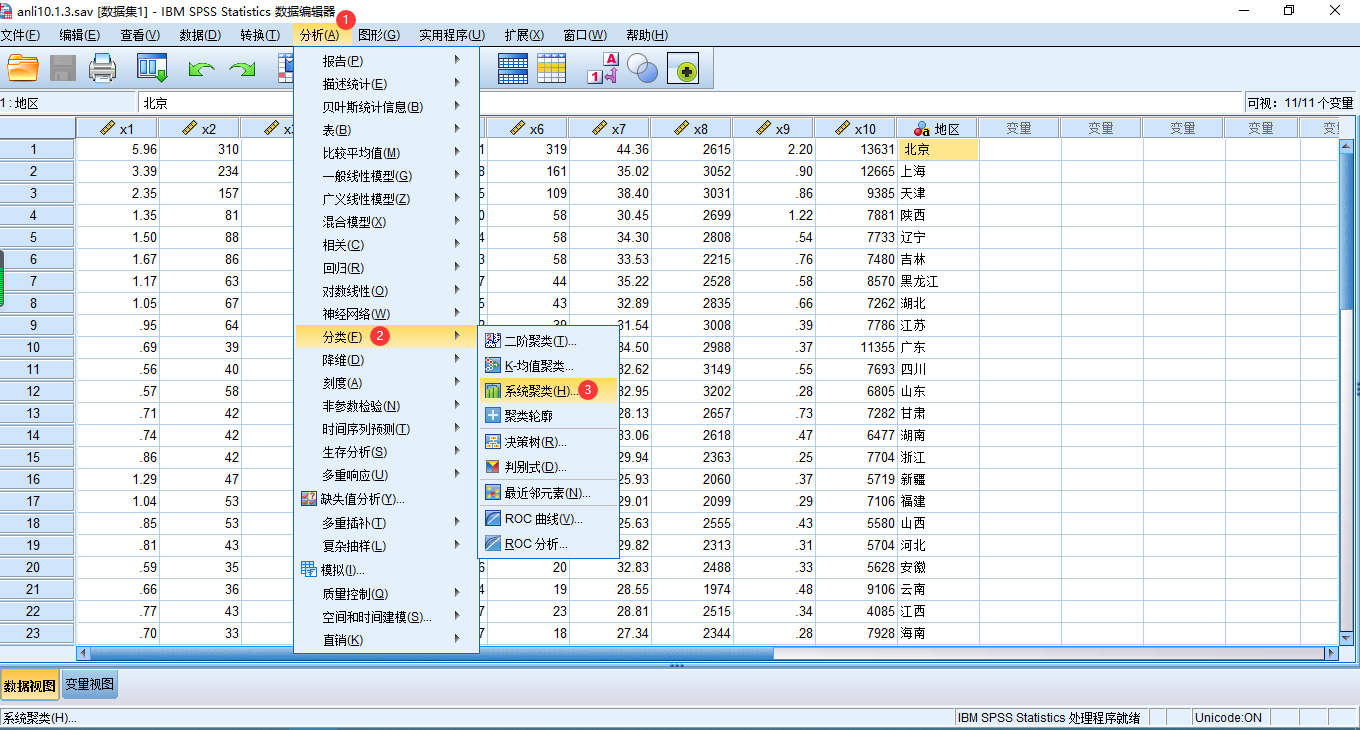 anli10.1.3.sav [数据集1] - IBM SPSS Statistics 数据编辑器
文件(F) 编辑(E) 查看(V) 数据(D) 转换(T) 分析(A) 1 图形(G) 实用程序(U) 扩展(X) 窗口(W) 帮助(H)
1 : 地区 北京 可视：11/11 个变量
x1 x2 x6 x7 x8 x9 x10 地区 变量 变量 变量 变量
1 5.96 310 319 44.36 2615 2.20 13631 北京
2 3.39 234 161 35.02 3052 .90 12665 上海
3 2.35 157 109 38.40 3031 .86 9385 天津
4 1.35 81 58 30.45 2699 1.22 7881 陕西
5 1.50 88 58 34.30 2808 .54 7733 辽宁
6 1.67 86 58 33.53 2215 .76 7480 吉林
7 1.17 63 44 35.22 2528 .58 8570 黑龙江
8 1.05 67 43 32.89 2835 .66 7262 湖北
9 .95 64 31.54 3008 .39 7786 江苏
10 .69 39 34.50 2988 .37 11355 广东
11 .56 40 32.62 3149 .55 7693 四川
12 .57 58 32.95 3202 .28 6805 山东
13 .71 42 28.13 2657 .73 7282 甘肃
14 .74 42 33.06 2618 .47 6477 湖南
15 .86 42 29.94 2363 .25 7704 浙江
16 1.29 47 25.93 2060 .37 5719 新疆
17 1.04 53 29.01 2099 .29 7106 福建
18 .85 53 25.63 2555 .43 5580 山西
19 .81 43 29.82 2313 .31 5704 河北
20 .59 35 20 32.83 2488 .33 5628 安徽
21 .66 36 19 28.55 1974 .48 9106 云南
22 .77 43 23 28.81 2515 .34 4085 江西
23 .70 33 18 27.34 2344 .28 7928 海南
报告(P)
描述统计(E)
贝叶斯统计信息(B)
表(B)
比较平均值(M)
一般线性模型(G)
广义线性模型(Z)
混合模型(X)
相关(C)
回归(R)
对数线性(O)
神经网络(W)
分类(F) 2
降维(D)
刻度(A)
非参数检验(N)
时间序列预测(T)
生存分析(S)
多重响应(U)
缺失值分析(Y)...
多重插补(T)
复杂抽样(L)
模拟(I)...
质量控制(Q)
空间和时间建模(S)...
直销(K)
二阶聚类(T)...
K-均值聚类...
系统聚类(H)... 3
聚类轮廓
决策树(R)...
判别式(D)...
最近邻元素(N)...
ROC 曲线(V)...
ROC 分析...
数据视图 变量视图
系统聚类(H)... IBM SPSS Statistics 处理程序就绪 Unicode:ON